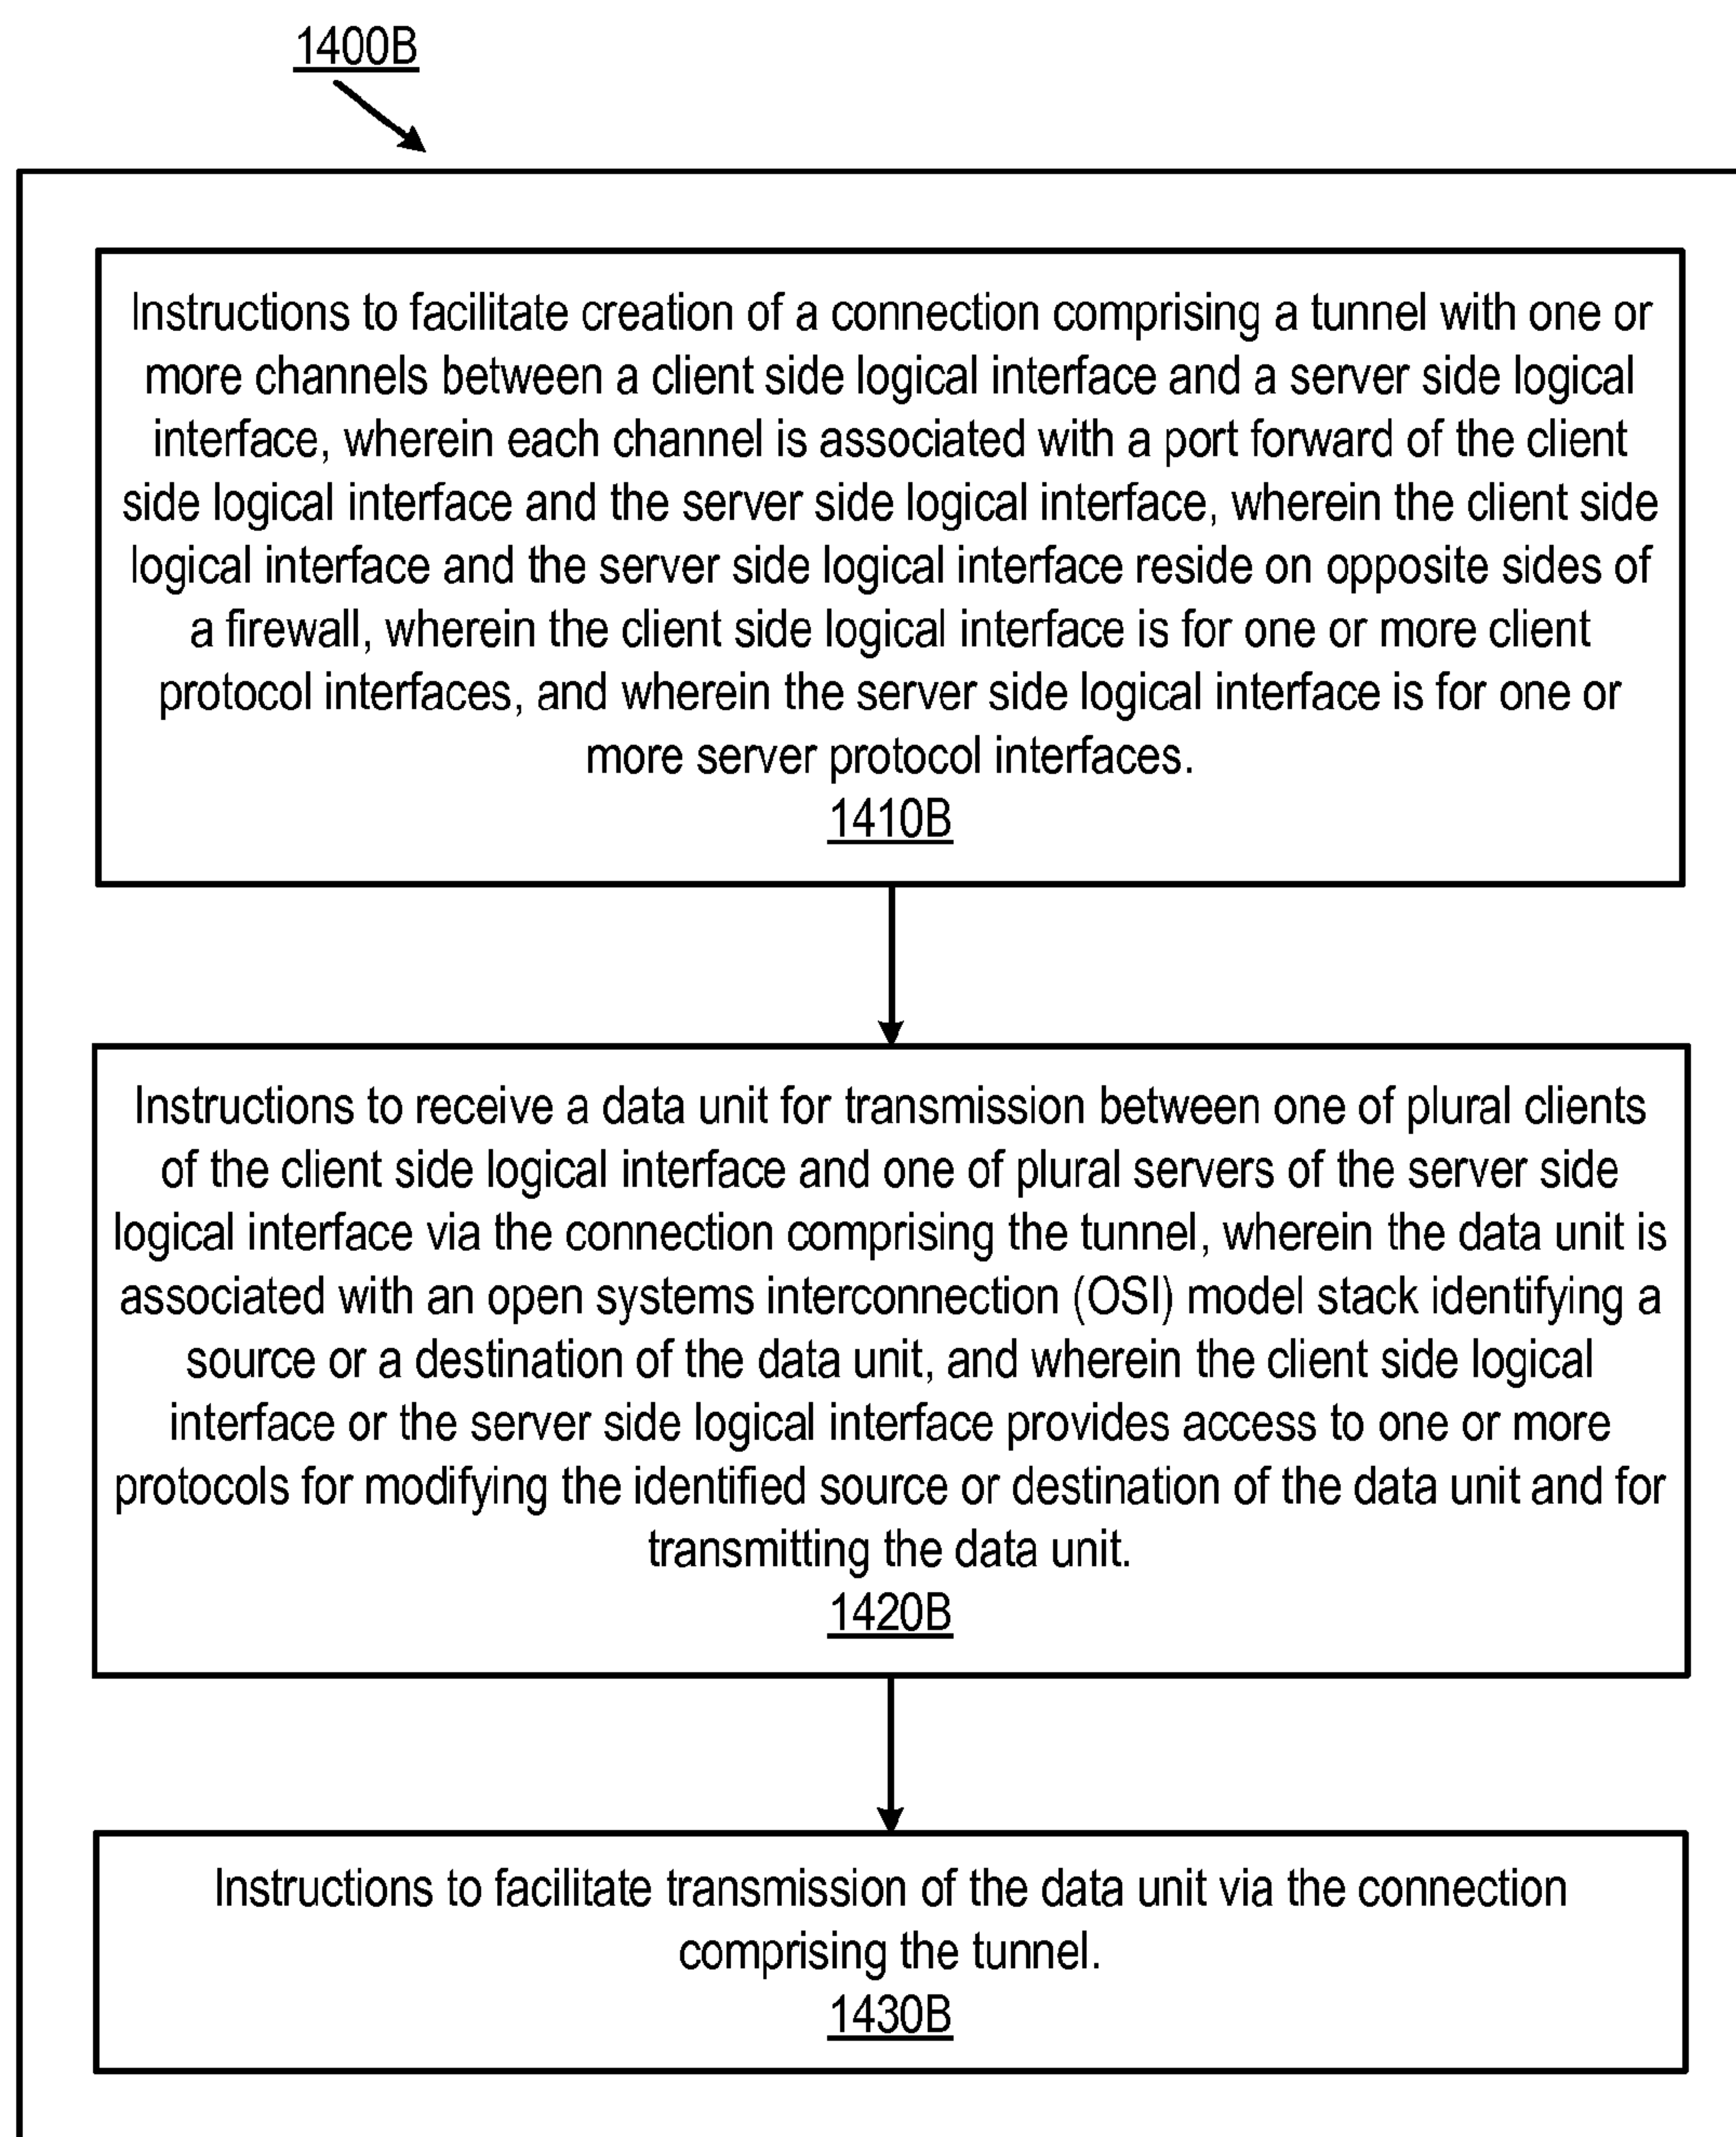 1400B
Instructions to facilitate creation of a connection comprising a tunnel with one or
more channels between a client side logical interface and a server side logical
interface, wherein each channel is associated with a port forward of the client
side logical interface and the server side logical interface, wherein the client side
logical interface and the server side logical interface reside on opposite sides of
a firewall, wherein the client side logical interface is for one or more client
protocol interfaces, and wherein the server side logical interface is for one or
more server protocol interfaces.
1410B
Instructions to receive a data unit for transmission between one of plural clients
of the client side logical interface and one of plural servers of the server side
logical interface via the connection comprising the tunnel, wherein the data unit is
associated with an open systems interconnection (OSI) model stack identifying a
source or a destination of the data unit, and wherein the client side logical
interface or the server side logical interface provides access to one or more
protocols for modifying the identified source or destination of the data unit and for
transmitting the data unit.
1420B
Instructions to facilitate transmission of the data unit via the connection
comprising the tunnel.
1430B